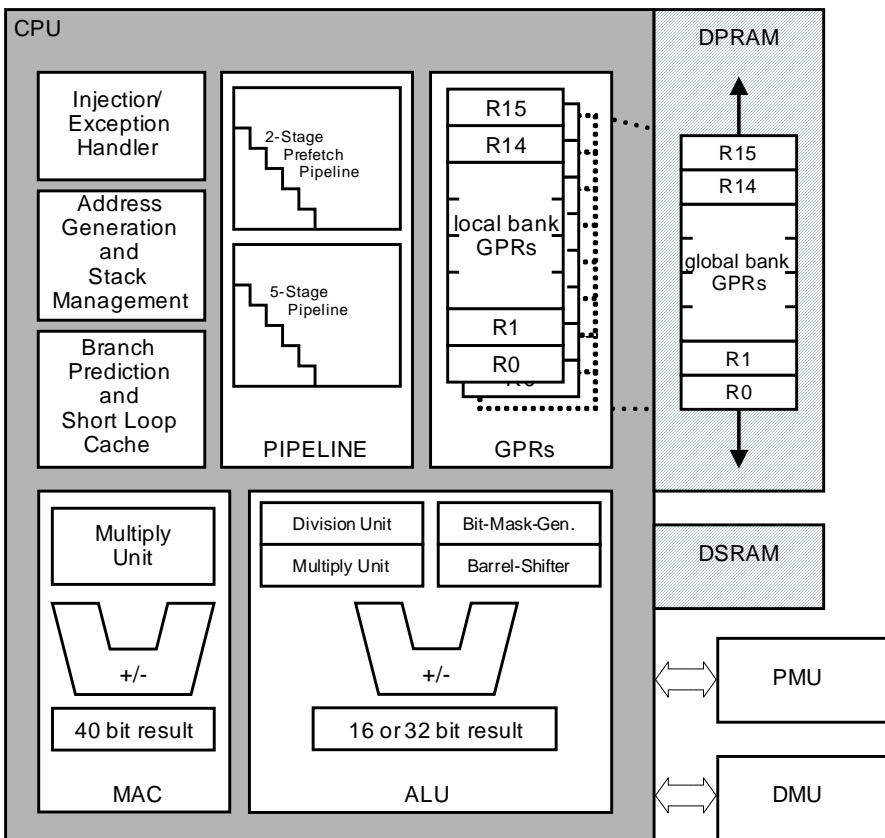 CPU
Injection/
Exception
Handler
Address
Generation
and
Stack
Management
Branch
Prediction
and
Short Loop
Cache
2-Stage
Prefetch
Pipeline
5-Stage
Pipeline
PIPELINE
R15
R14
local bank
GPRs
R1
R0
GPRs
DPRAM
R15
R14
global bank
GPRs
R1
R0
Multiply
Unit
+/-
40 bit result
MAC
Division Unit
Bit-Mask-Gen.
Multiply Unit
Barrel-Shifter
+/-
16 or 32 bit result
ALU
DSRAM
PMU
DMU